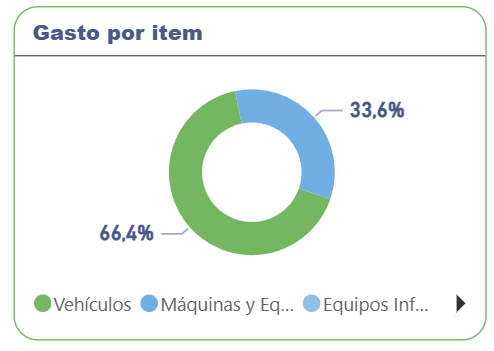 Gasto por item
33,6%
66,4%
Vehículos Máquinas y Eq... Equipos Inf...